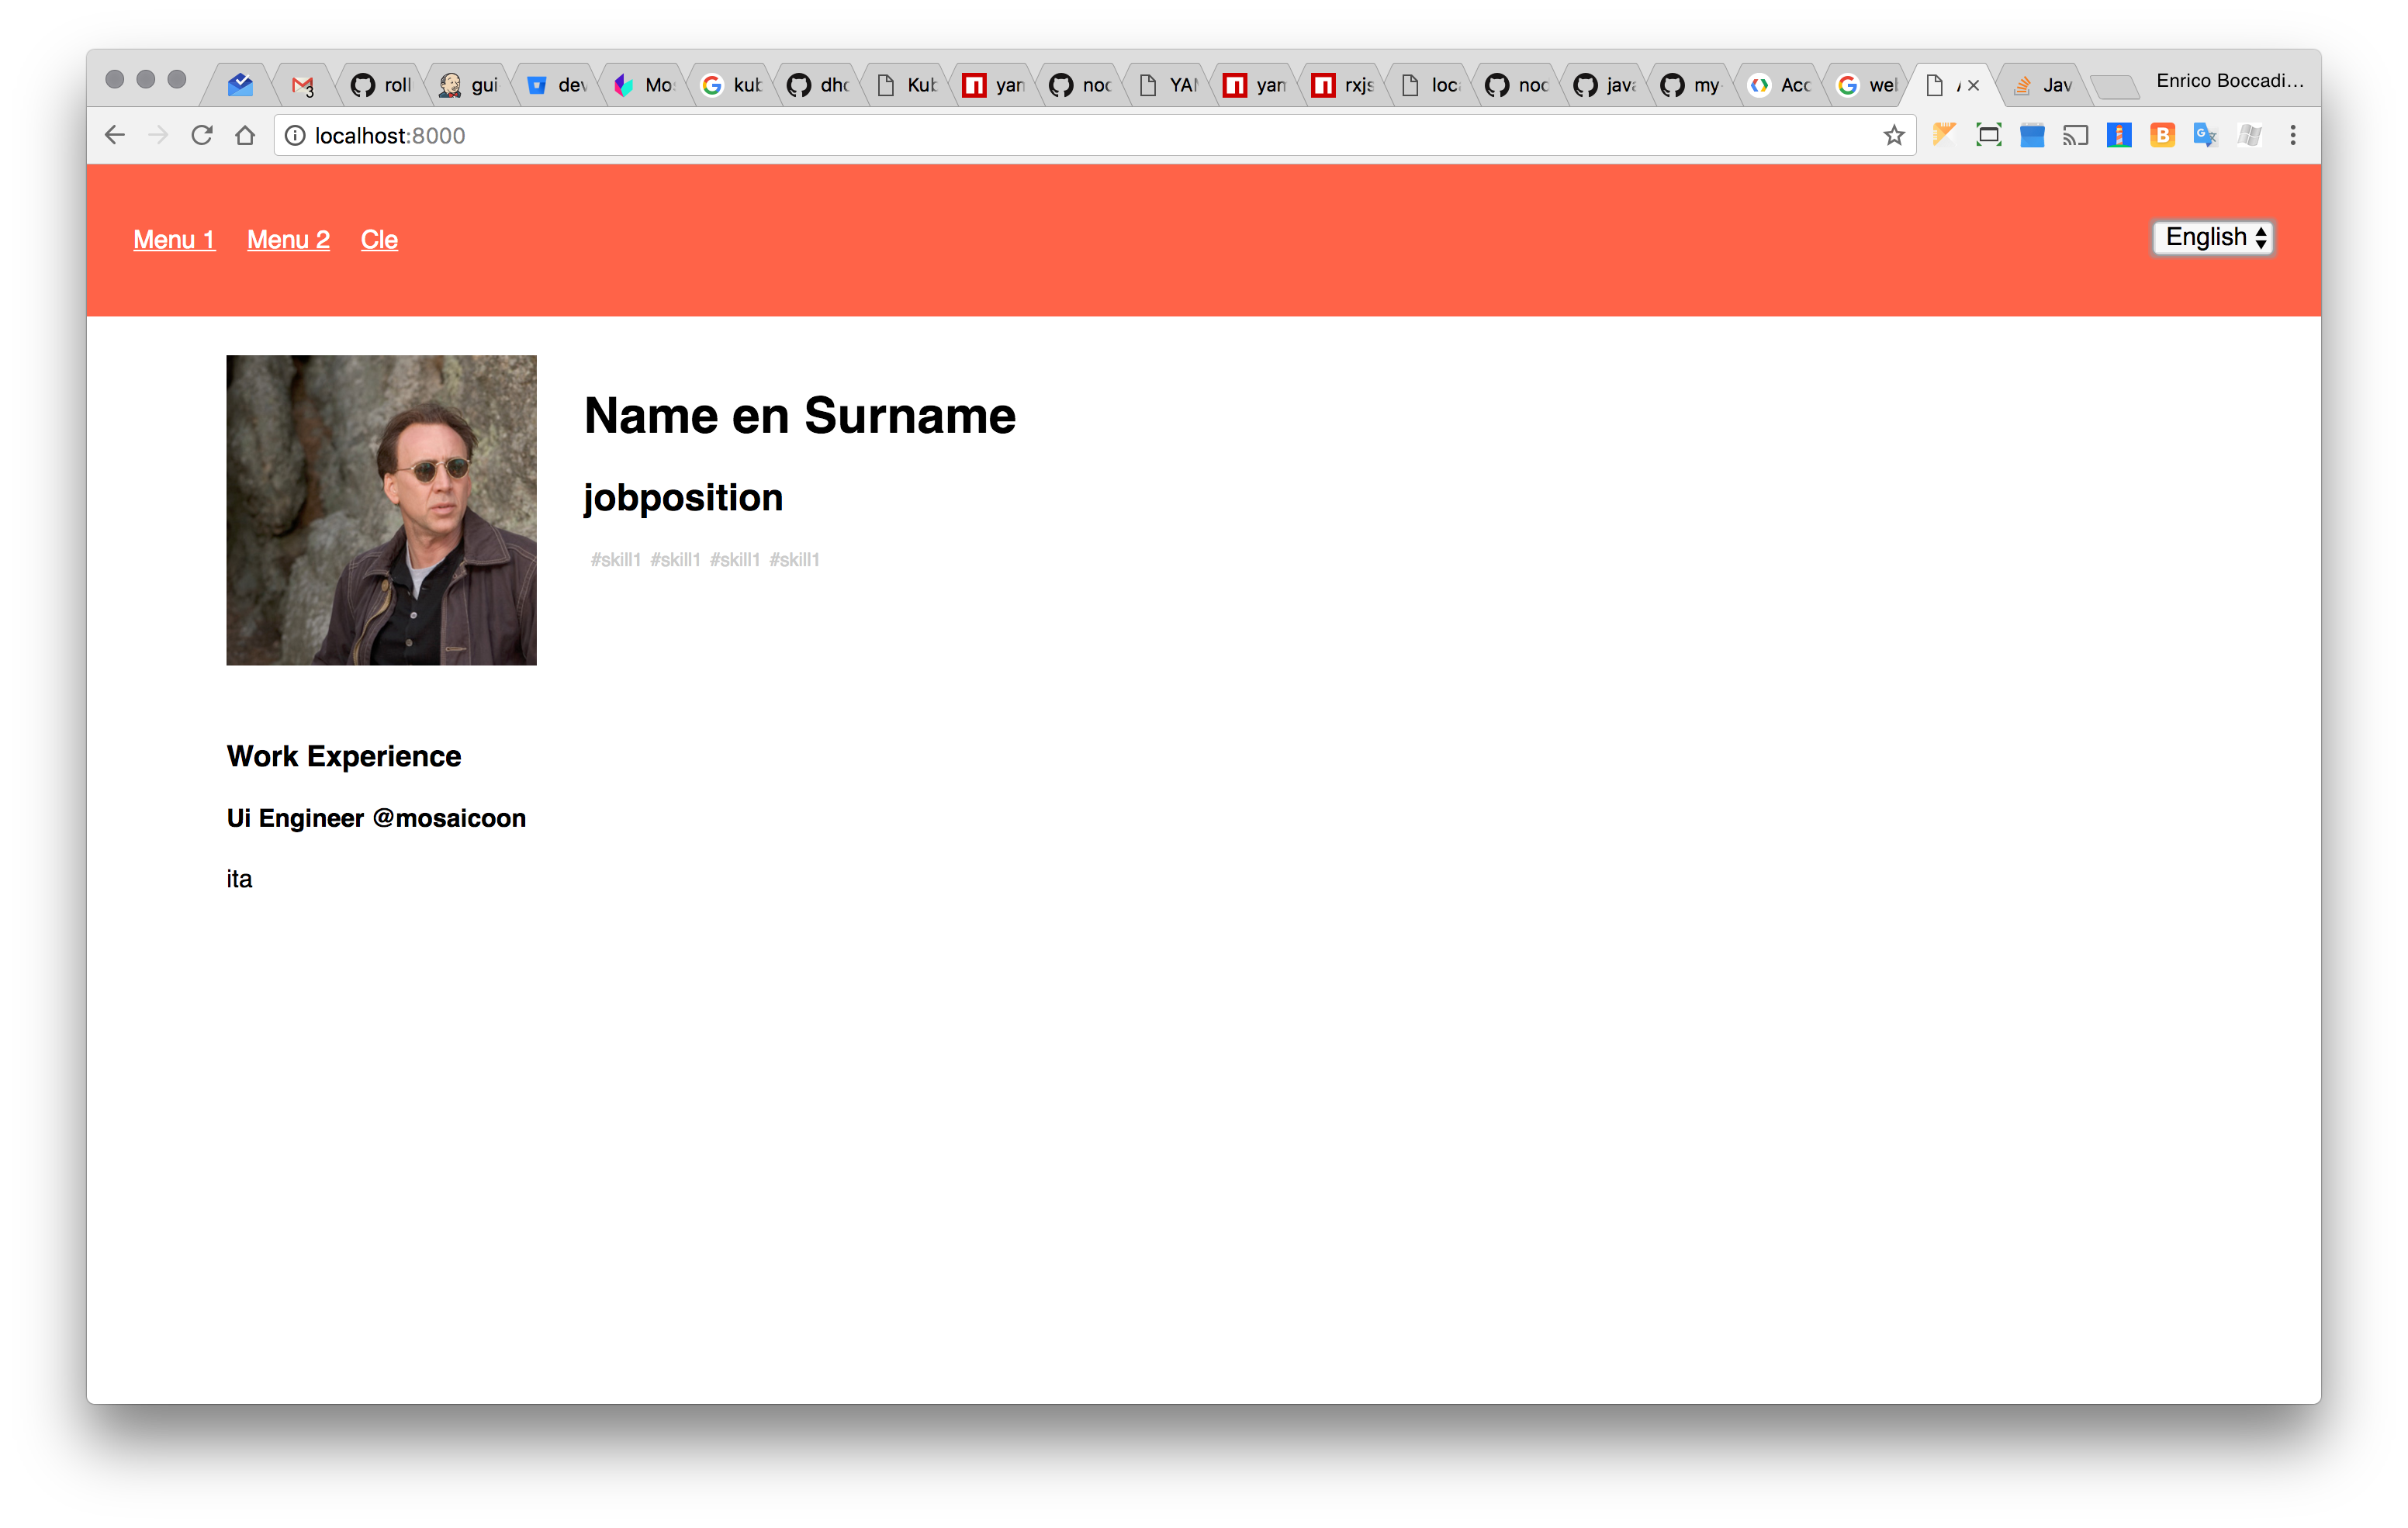 3 roll gui dev Mo kub dhc Kub yan noc YA yan rxjs loc noc java my Acc wel Jav Enrico Boccadi...
localhost:8000
Menu 1 Menu 2 Cle English
Name en Surname
jobposition
#skill1 #skill1 #skill1 #skill1
Work Experience
Ui Engineer @mosaicoon
ita